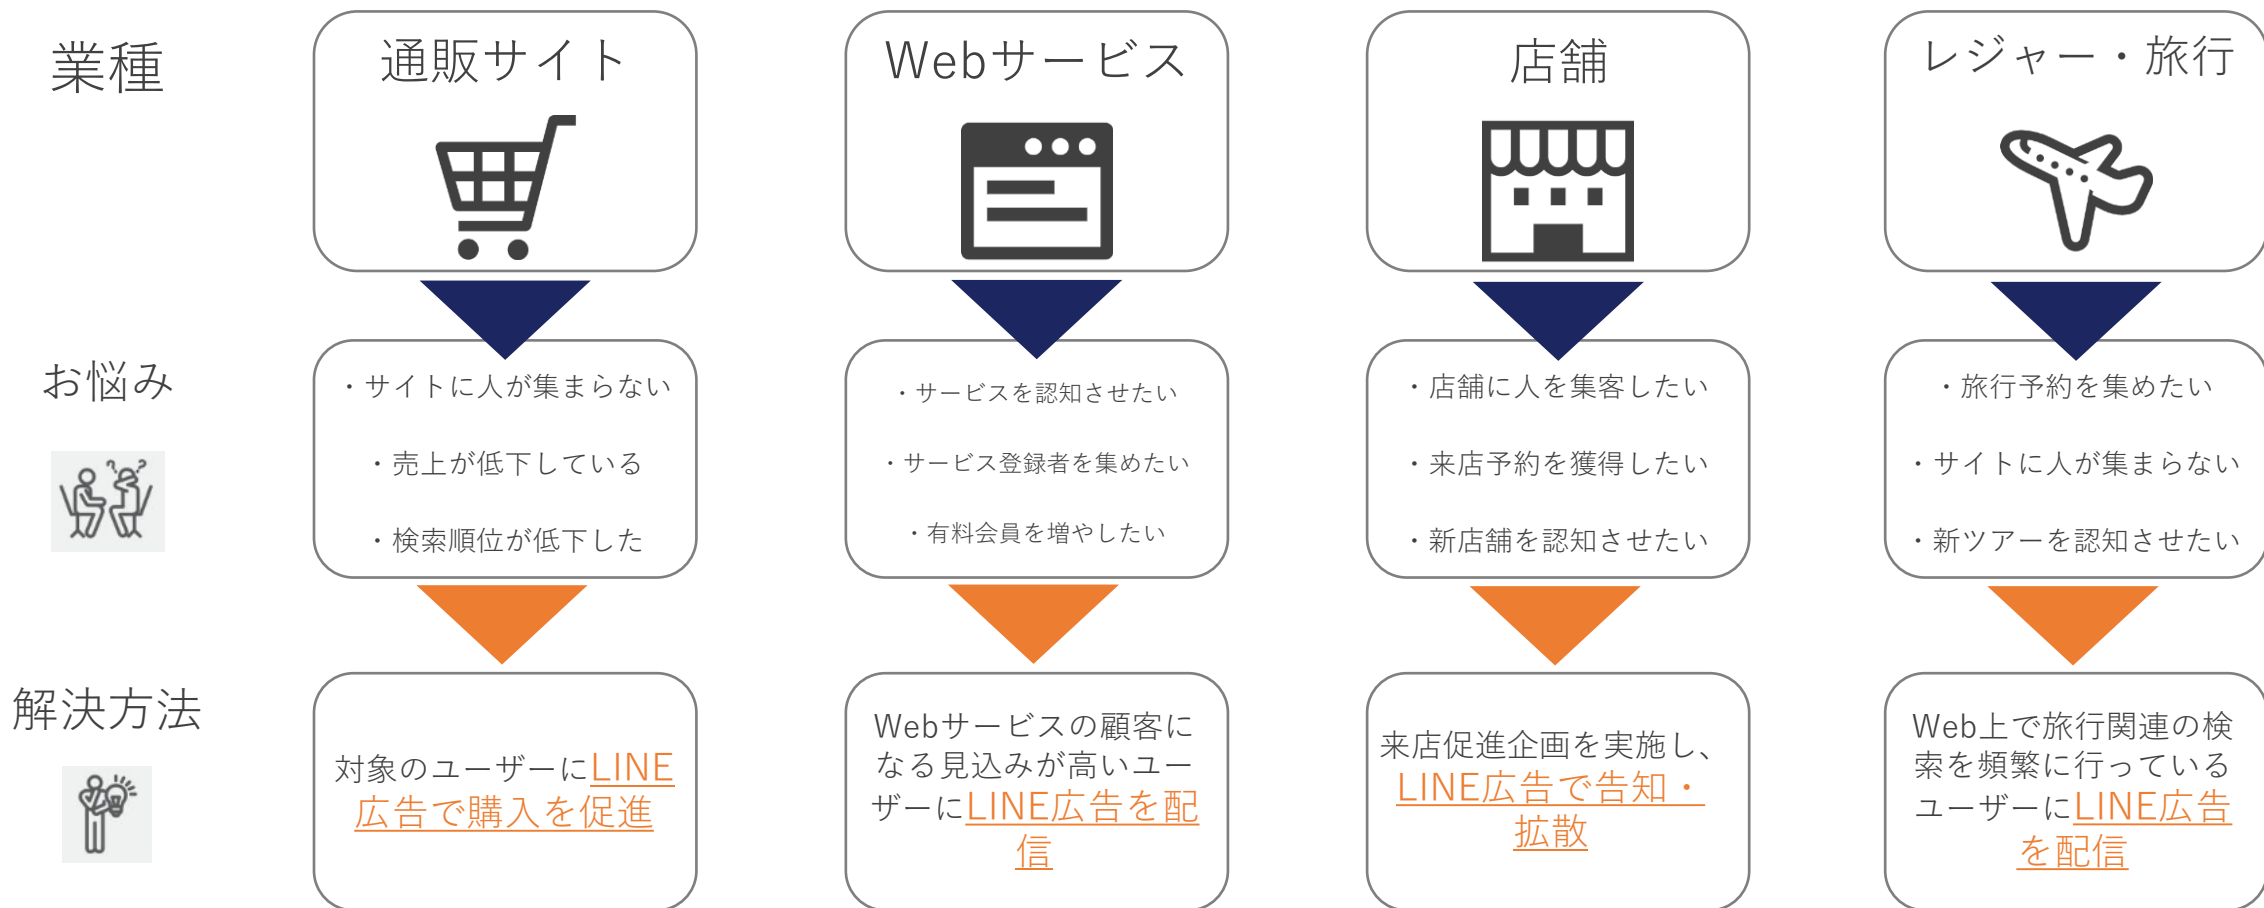 業種
通販サイト
Webサービス
店舗
レジャー・旅行
お悩み
・サイトに人が集まらない
・売上が低下している
・検索順位が低下した
・サービスを認知させたい
・サービス登録者を集めたい
・有料会員を増やしたい
・店舗に人を集客したい
・来店予約を獲得したい
・新店舗を認知させたい
・旅行予約を集めたい
・サイトに人が集まらない
・新ツアーを認知させたい
解決方法
対象のユーザーにLINE
広告で購入を促進
Webサービスの顧客に
なる見込みが高いユー
ザーにLINE広告を配
信
来店促進企画を実施し、
LINE広告で告知・
拡散
Web上で旅行関連の検
索を頻繁に行っている
ユーザーにLINE広告
を配信